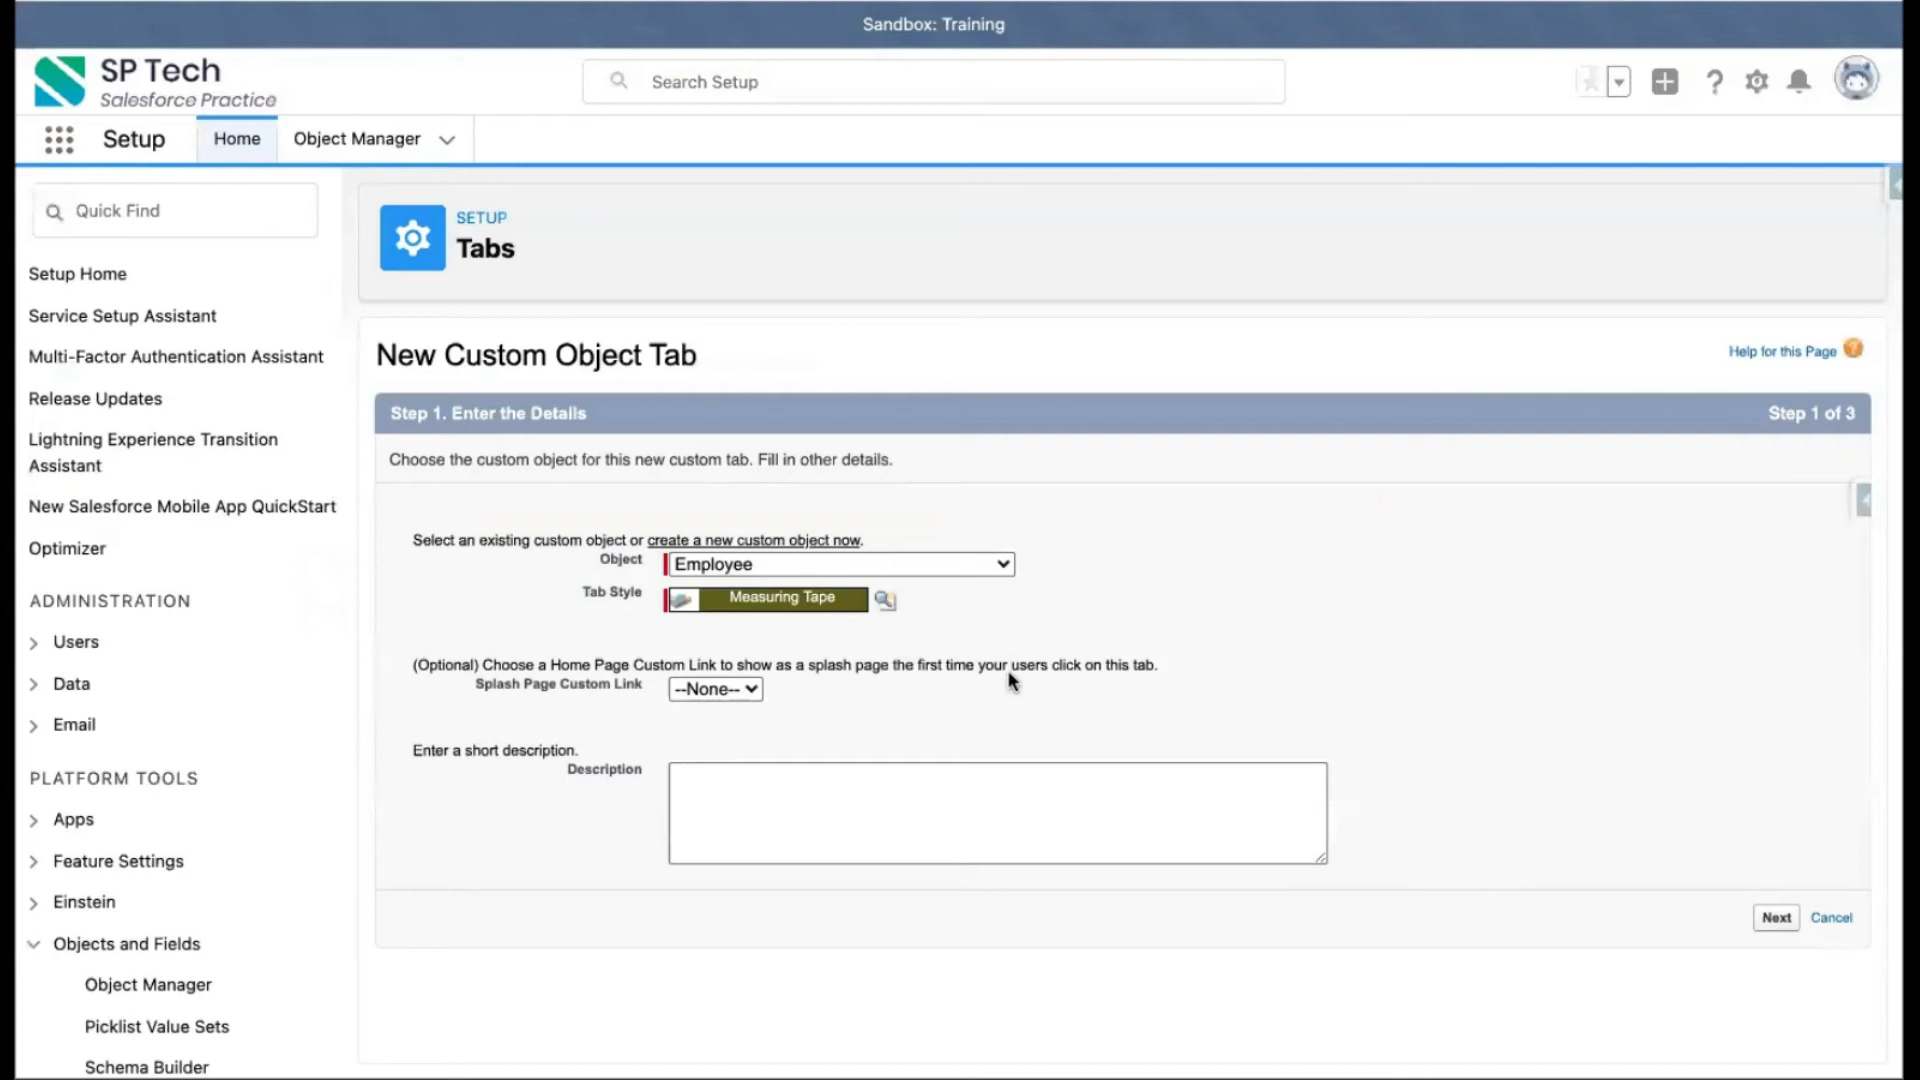 Sandbox: Training
SP Tech
Salesforce Practice
Search Setup
Setup
Home
Object Manager
Quick Find
Setup Home
Service Setup Assistant
Multi-Factor Authentication Assistant
Release Updates
Lightning Experience Transition
Assistant
New Salesforce Mobile App QuickStart
Optimizer
ADMINISTRATION
Users
Data
Email
PLATFORM TOOLS
Apps
Feature Settings
Einstein
Objects and Fields
Object Manager
Picklist Value Sets
Schema Builder
SETUP
Tabs
New Custom Object Tab
Help for this Page
Step 1. Enter the Details
Step 1 of 3
Choose the custom object for this new custom tab. Fill in other details.
Select an existing custom object or create a new custom object now.
Object
Employee
Tab Style
Measuring Tape
(Optional) Choose a Home Page Custom Link to show as a splash page the first time your users click on this tab.
Splash Page Custom Link
--None--
Enter a short description.
Description
Next
Cancel